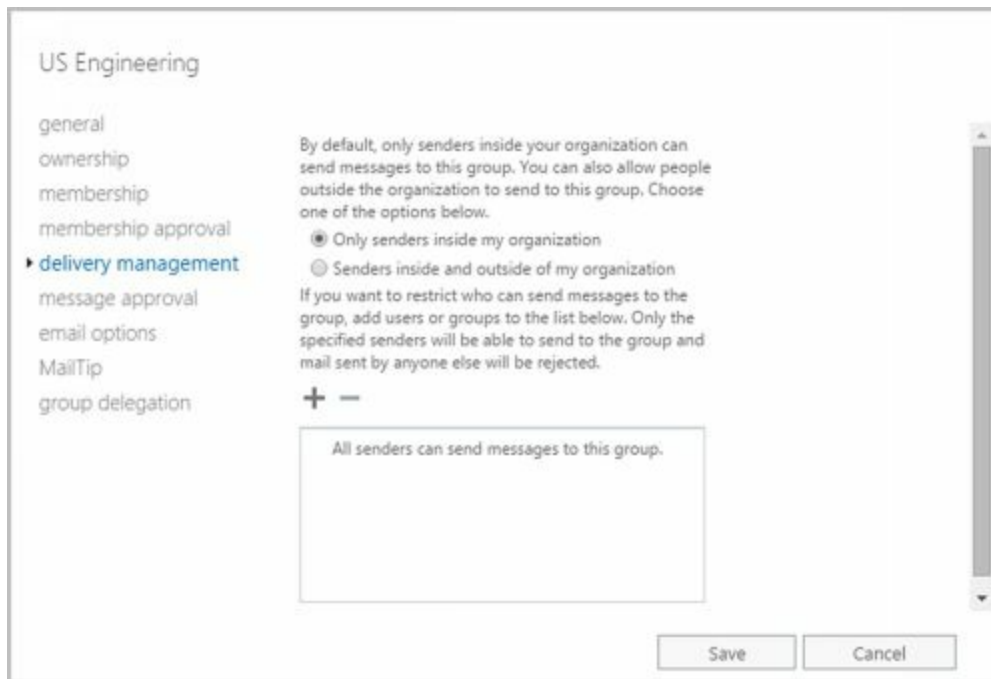 US Engineering
general
ownership
membership
membership approval
delivery management
message approval
email options
MailTip
group delegation
By default, only senders inside your organization can
send messages to this group. You can also allow people
outside the organization to send to this group. Choose
one of the options below.
Only senders inside my organization
Senders inside and outside of my organization
If you want to restrict who can send messages to the
group, add users or groups to the list below. Only the
specified senders will be able to send to the group and
mail sent by anyone else will be rejected.
All senders can send messages to this group.
Save
Cancel